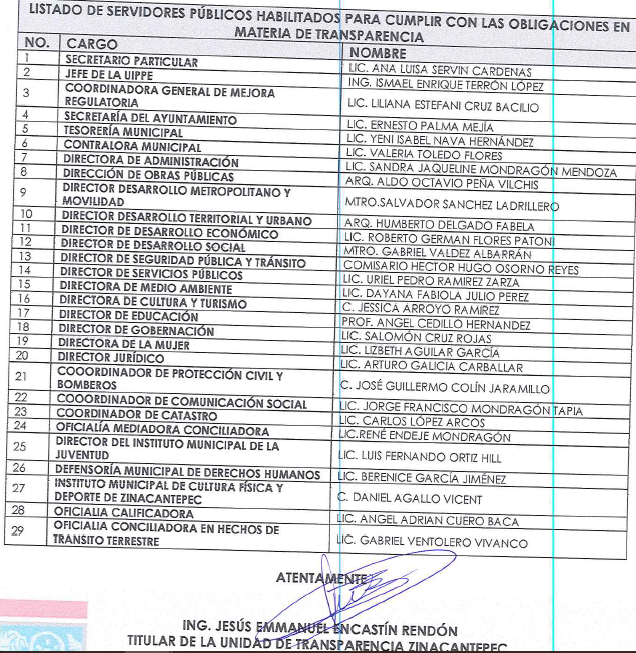 LISTADO DE SERVIDORES PÚBLICOS HABILITADOS PARA CUMPLIR CON LAS OBLIGACIONES EN
MATERIA DE TRANSPARENCIA
NO. CARGO NOMBRE
1 SECRETARIO PARTICULAR LIC. ANA LUISA SERVIN CARDENAS
2 JEFE DE LA UIPPE ING. ISMAEL ENRIQUE TERRÓN LÓPEZ
3 COORDINADORA GENERAL DE MEJORA
REGULATORIA LIC. LILIANA ESTEFANI CRUZ BACILIO
4 SECRETARÍA DEL AYUNTAMIENTO LIC. ERNESTO PALMA MEJÍA
5 TESORERÍA MUNICIPAL LIC. YENI ISABEL NAVA HERNÁNDEZ
6 CONTRALORA MUNICIPAL LIC. VALERIA TOLEDO FLORES
7 DIRECTORA DE ADMINISTRACIÓN LIC. SANDRA JAQUELINE MONDRAGÓN MENDOZA
8 DIRECCIÓN DE OBRAS PÚBLICAS ARQ. ALDO OCTAVIO PEÑA VILCHIS
9 DIRECTOR DESARROLLO METROPOLITANO Y
MOVILIDAD MTRO.SALVADOR SANCHEZ LADRILLERO
10 DIRECTOR DESARROLLO TERRITORIAL Y URBANO ARQ. HUMBERTO DELGADO FABELA
11 DIRECTOR DE DESARROLLO ECONÓMICO LIC. ROBERTO GERMAN FLORES PATONI
12 DIRECTOR DE DESARROLLO SOCIAL MTRO. GABRIEL VALDEZ ALBARRÁN
13 DIRECTOR DE SEGURIDAD PÚBLICA Y TRÁNSITO COMISARIO HECTOR HUGO OSORNO REYES
14 DIRECTOR DE SERVICIOS PÚBLICOS LIC. URIEL PEDRO RAMIREZ ZARZA
15 DIRECTORA DE MEDIO AMBIENTE LIC. DAYANA FABIOLA JULIO PEREZ
16 DIRECTORA DE CULTURA Y TURISMO C. JESSICA ARROYO RAMIREZ
17 DIRECTOR DE EDUCACIÓN PROF. ANGEL CEDILLO HERNANDEZ
18 DIRECTOR DE GOBERNACIÓN LIC. SALOMÓN CRUZ ROJAS
19 DIRECTORA DE LA MUJER LIC. LIZBETH AGUILAR GARCÍA
20 DIRECTOR JURÍDICO LIC. ARTURO GALICIA CARBALLAR
21 COOORDINADOR DE PROTECCIÓN CIVIL Y
BOMBEROS C. JOSÉ GUILLERMO COLÍN JARAMILLO
22 COOORDINADOR DE COMUNICACIÓN SOCIAL LIC. JORGE FRANCISCO MONDRAGÓN TAPIA
23 COORDINADOR DE CATASTRO LIC. CARLOS LÓPEZ ARCOS
24 OFICIALÍA MEDIADORA CONCILIADORA LIC.RENÉ ENDEJE MONDRAGÓN
25 DIRECTOR DEL INSTITUTO MUNICIPAL DE LA
JUVENTUD LIC. LUIS FERNANDO ORTIZ HILL
26 DEFENSORÍA MUNICIPAL DE DERECHOS HUMANOS LIC. BERENICE GARCÍA JIMÉNEZ
27 INSTITUTO MUNICIPAL DE CULTURA FÍSICA Y
DEPORTE DE ZINACANTEPEC C. DANIEL AGALLO VICENT
28 OFICIALIA CALIFICADORA LIC. ANGEL ADRIAN CUERO BACA
29 OFICIALIA CONCILIADORA EN HECHOS DE
TRANSITO TERRESTRE LIC. GABRIEL VENTOLERO VIVANCO
ATENTAMENTE
ING. JESÚS EMMANUEL ENCASTÍN RENDÓN
TITULAR DE LA UNIDAD DE TRANSPARENCIA ZINACANTEPEC